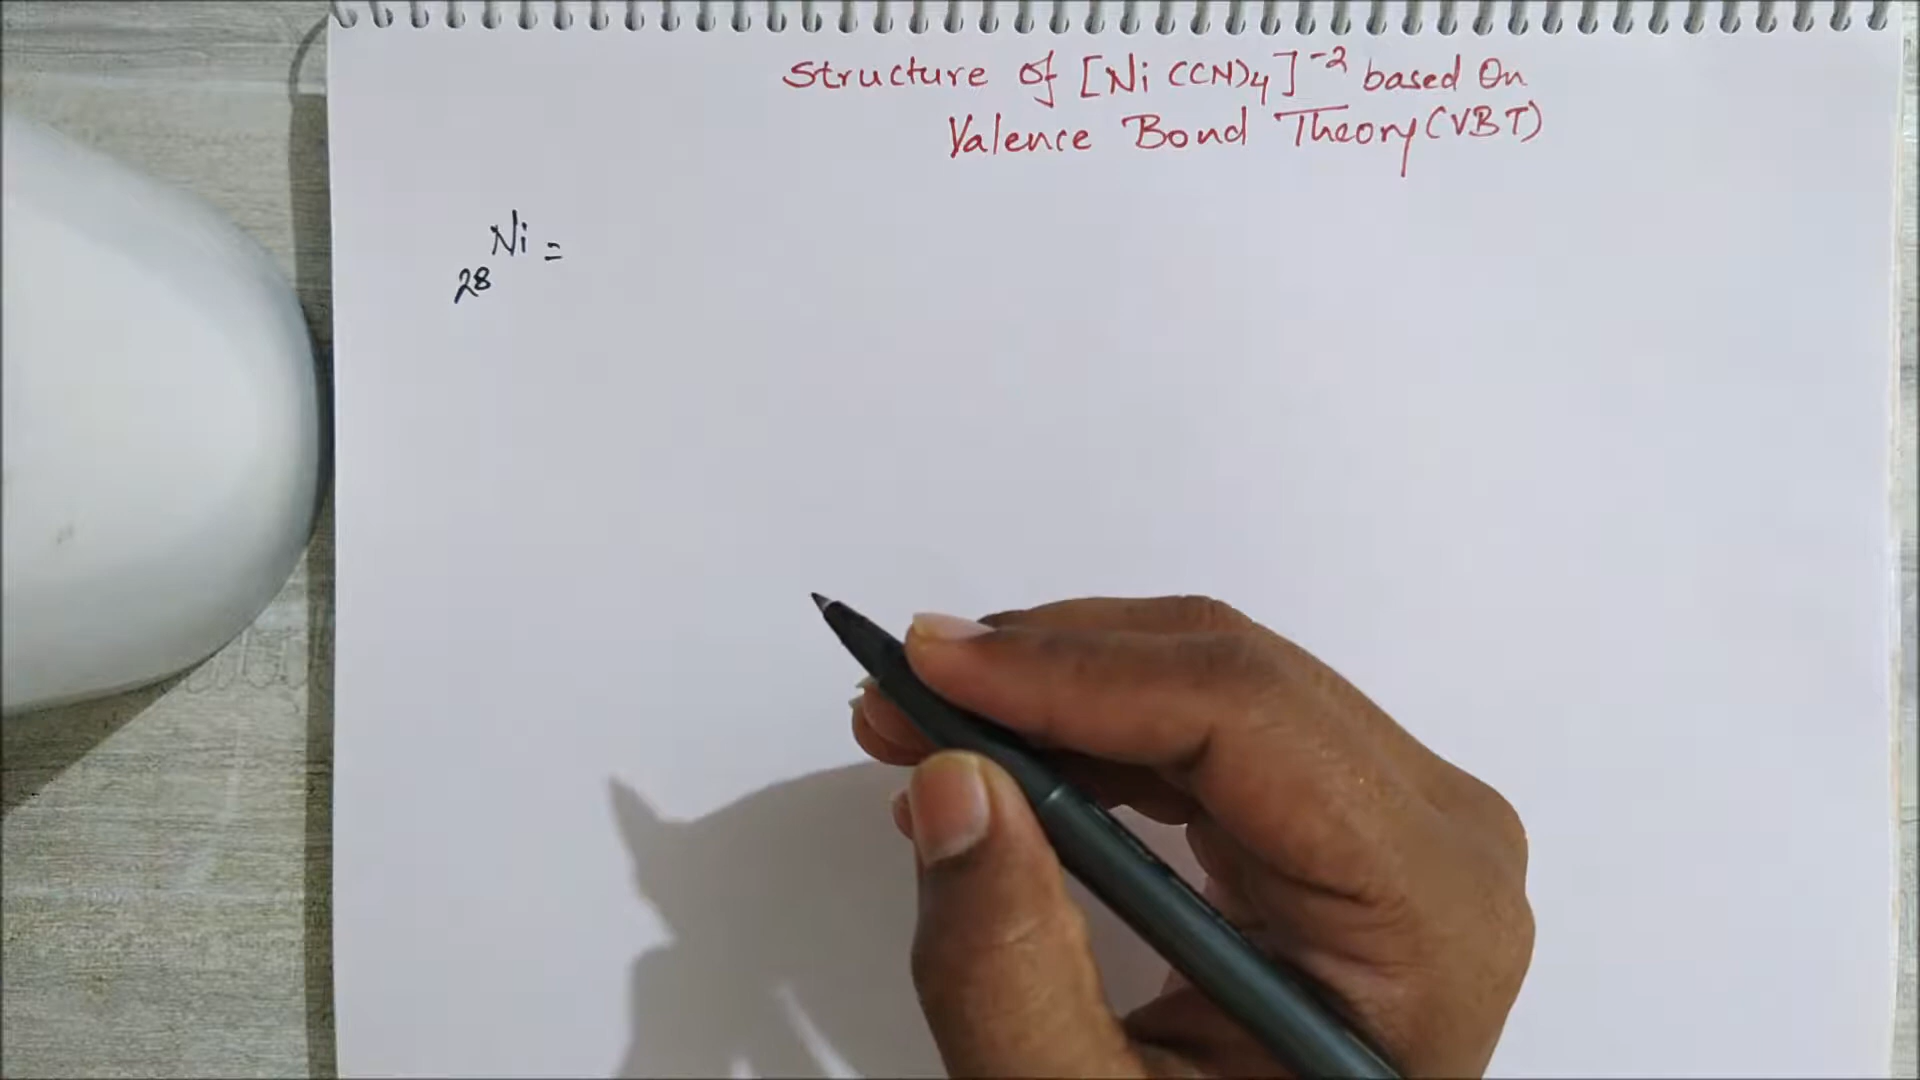 Structure of [Ni (CN)4]⁻² based On
Valence Bond Theory (VBT)
₂₈Ni =